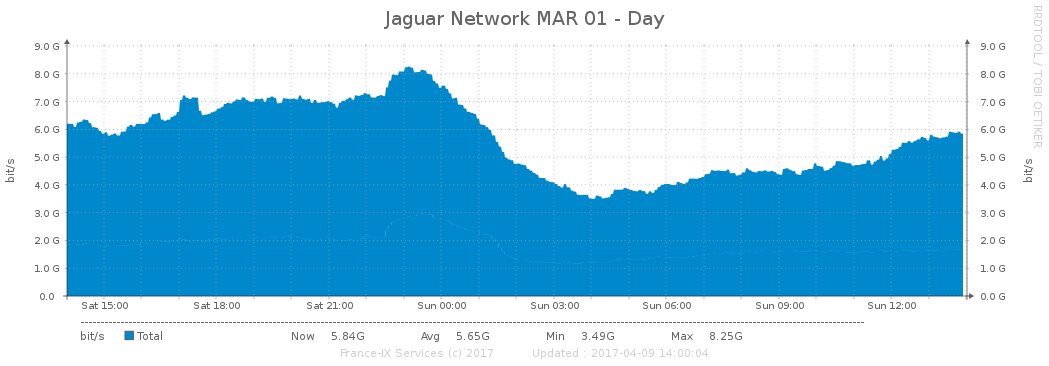 Jaguar Network MAR 01 - Day
RRDTOOL / TOBI OETIKER
bit/s
9.0 G 9.0 G
8.0 G 8.0 G
7.0 G 7.0 G
6.0 G 6.0 G
5.0 G 5.0 G
4.0 G 4.0 G
3.0 G 3.0 G
2.0 G 2.0 G
1.0 G 1.0 G
0.0 0.0 G
bit/s
Sat 15:00 Sat 18:00 Sat 21:00 Sun 00:00 Sun 03:00 Sun 06:00 Sun 09:00 Sun 12:00
bit/s Total Now 5.84G Avg 5.65G Min 3.49G Max 8.25G
France-IX Services (c) 2017 Updated : 2017-04-09 14:00:04